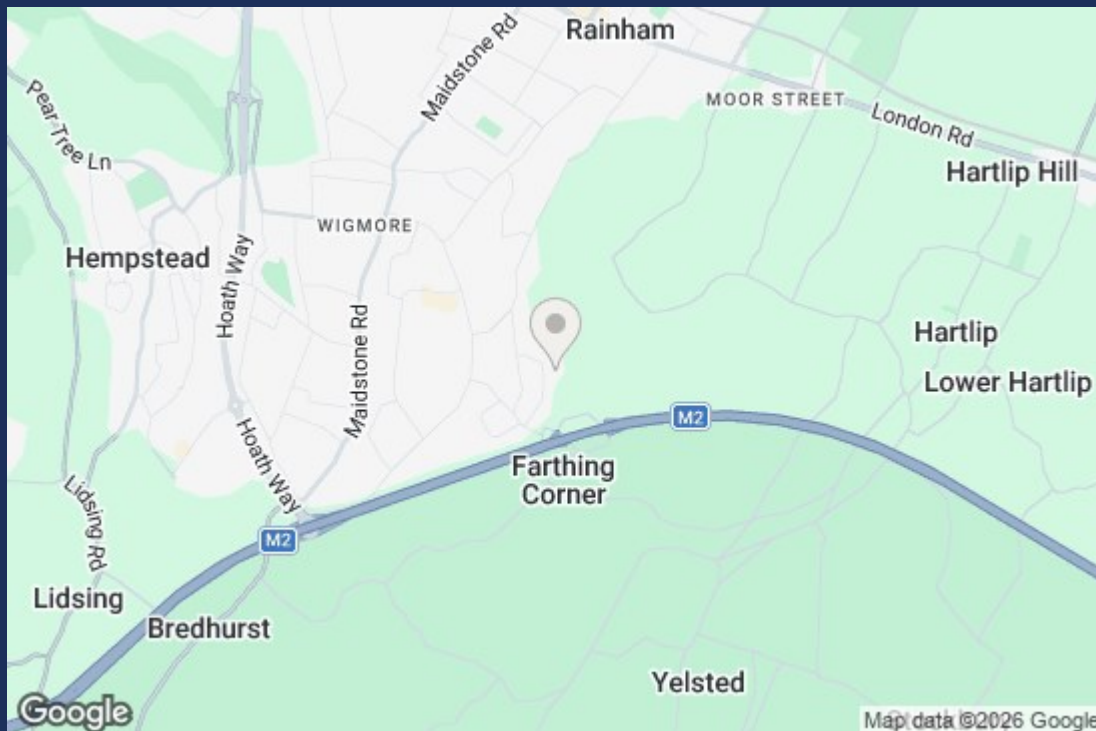 Rainham
Maidstone Rd
MOOR STREET
London Rd
Pear Tree Ln
Hartlip Hill
WIGMORE
Hempstead
Hoath Way
Maidstone Rd
Hartlip
Lower Hartlip
M2
Hoath Way
Farthing
Corner
Lidsing Rd
M2
Lidsing
Bredhurst
Yelsted
Google
Map data ©2026 Google